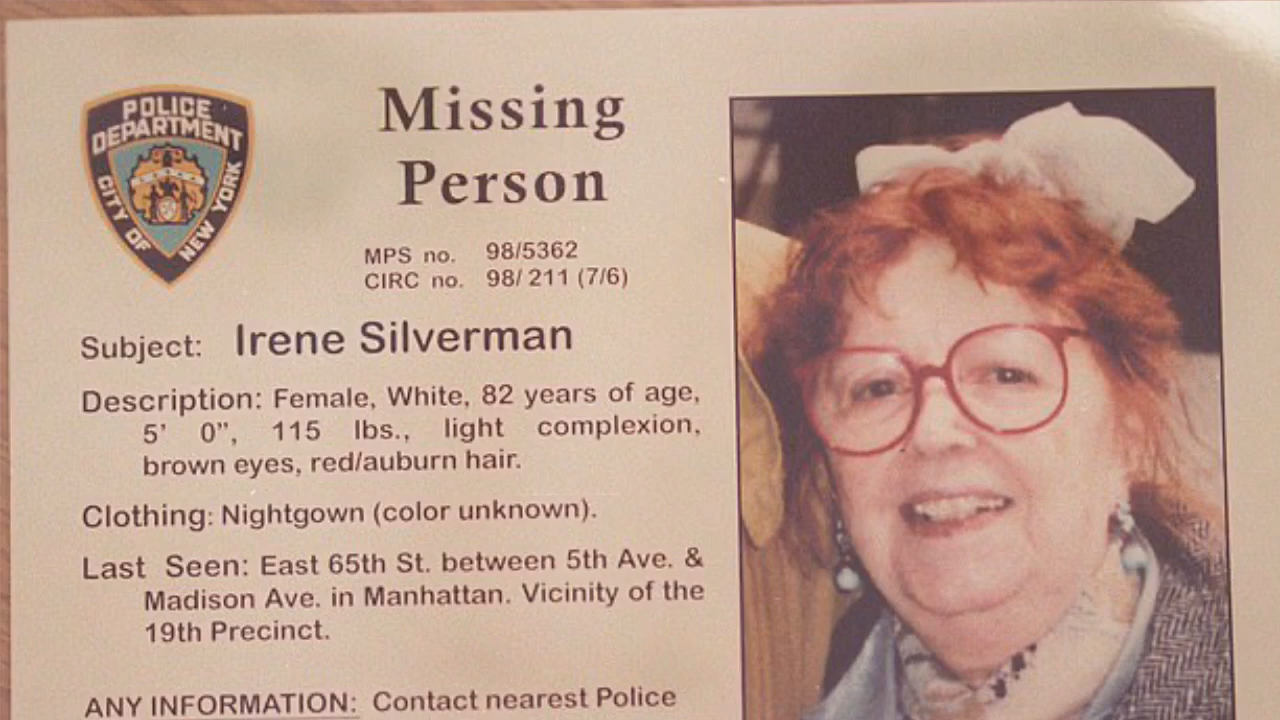 POLICE
DEPARTMENT
CITY OF
NEW YORK
Missing
Person
MPS no. 98/5362
CIRC no. 98/ 211 (7/6)
Subject: Irene Silverman
Description: Female, White, 82 years of age,
5' 0”, 115 lbs., light complexion,
brown eyes, red/auburn hair.
Clothing: Nightgown (color unknown).
Last Seen: East 65th St. between 5th Ave. &
Madison Ave. in Manhattan. Vicinity of the
19th Precinct.
ANY INFORMATION: Contact nearest Police